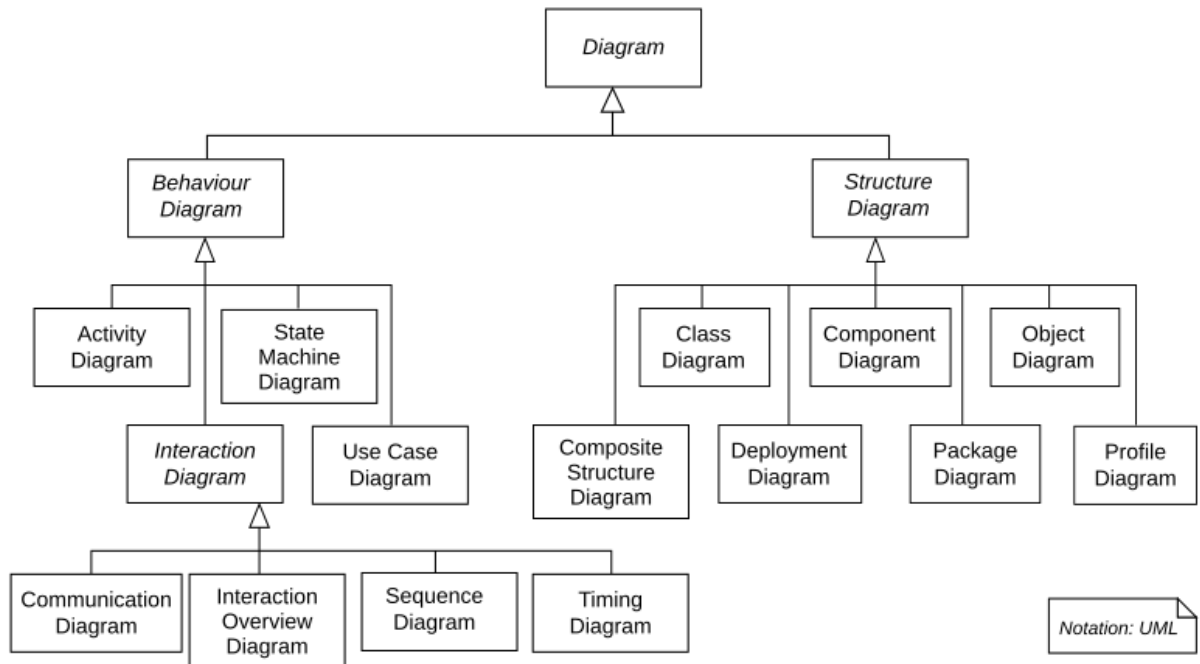 Diagram
Behaviour
Diagram
Structure
Diagram
Activity
Diagram
State
Machine
Diagram
Class
Diagram
Component
Diagram
Object
Diagram
Interaction
Diagram
Use Case
Diagram
Composite
Structure
Diagram
Deployment
Diagram
Package
Diagram
Profile
Diagram
Communication
Diagram
Interaction
Overview
Diagram
Sequence
Diagram
Timing
Diagram
Notation: UML